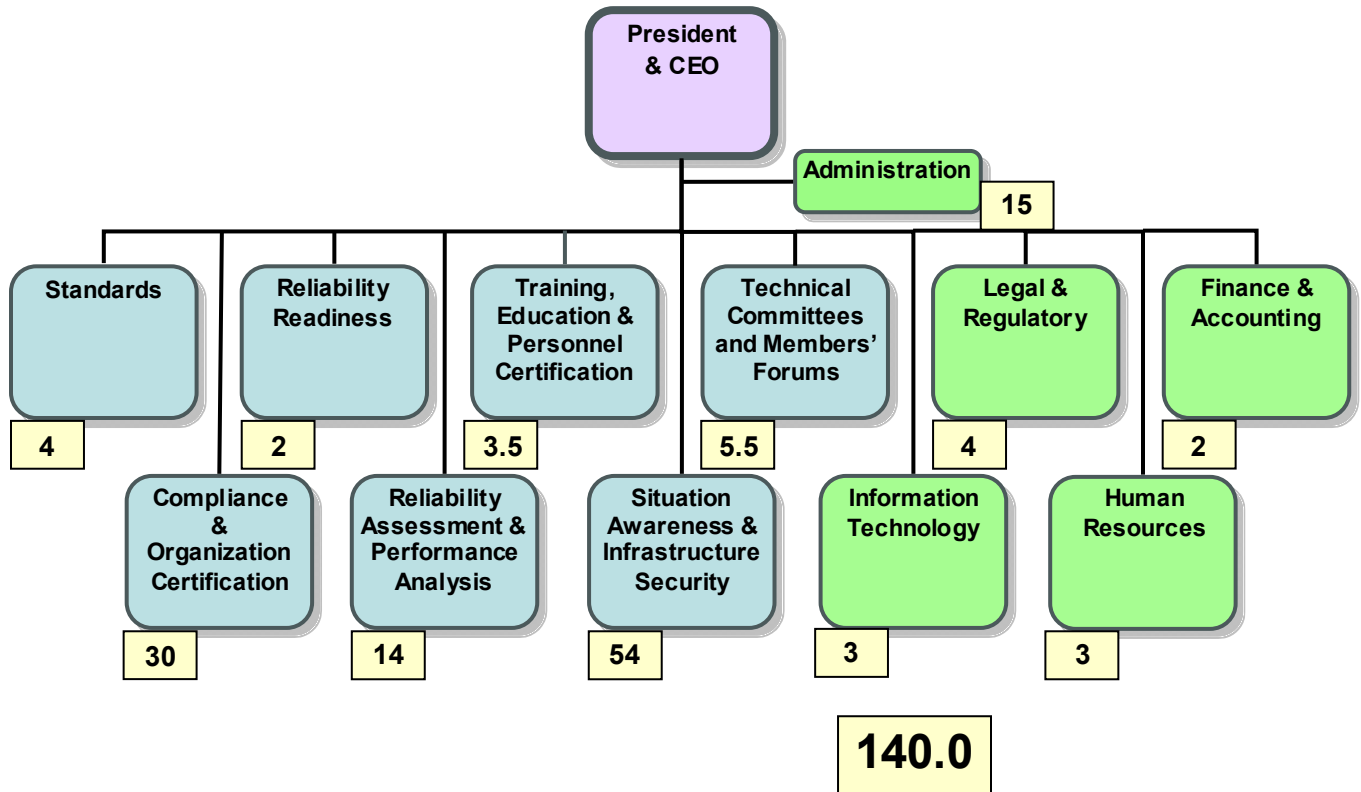 President
& CEO
Administration
15
Standards
4
Reliability
Readiness
2
Training,
Education &
Personnel
Certification
3.5
Technical
Committees
and Members’
Forums
5.5
Legal &
Regulatory
4
Finance &
Accounting
2
Compliance
&
Organization
Certification
30
Reliability
Assessment &
Performance
Analysis
14
Situation
Awareness &
Infrastructure
Security
54
Information
Technology
3
Human
Resources
3
140.0